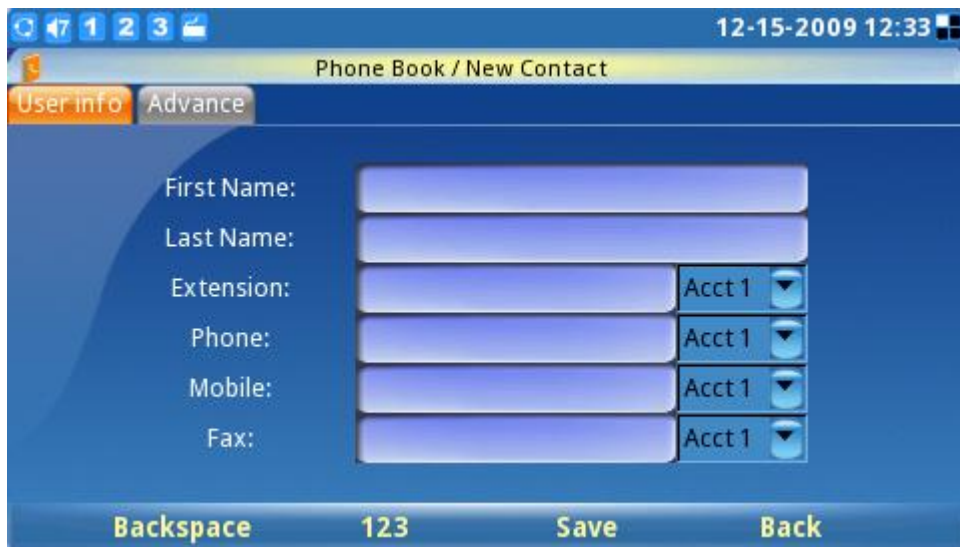 7 1 2 3 12-15-2009 12:33
Phone Book / New Contact
User info Advance
First Name:
Last Name:
Extension: Acct 1
Phone: Acct 1
Mobile: Acct 1
Fax: Acct 1
Backspace 123 Save Back